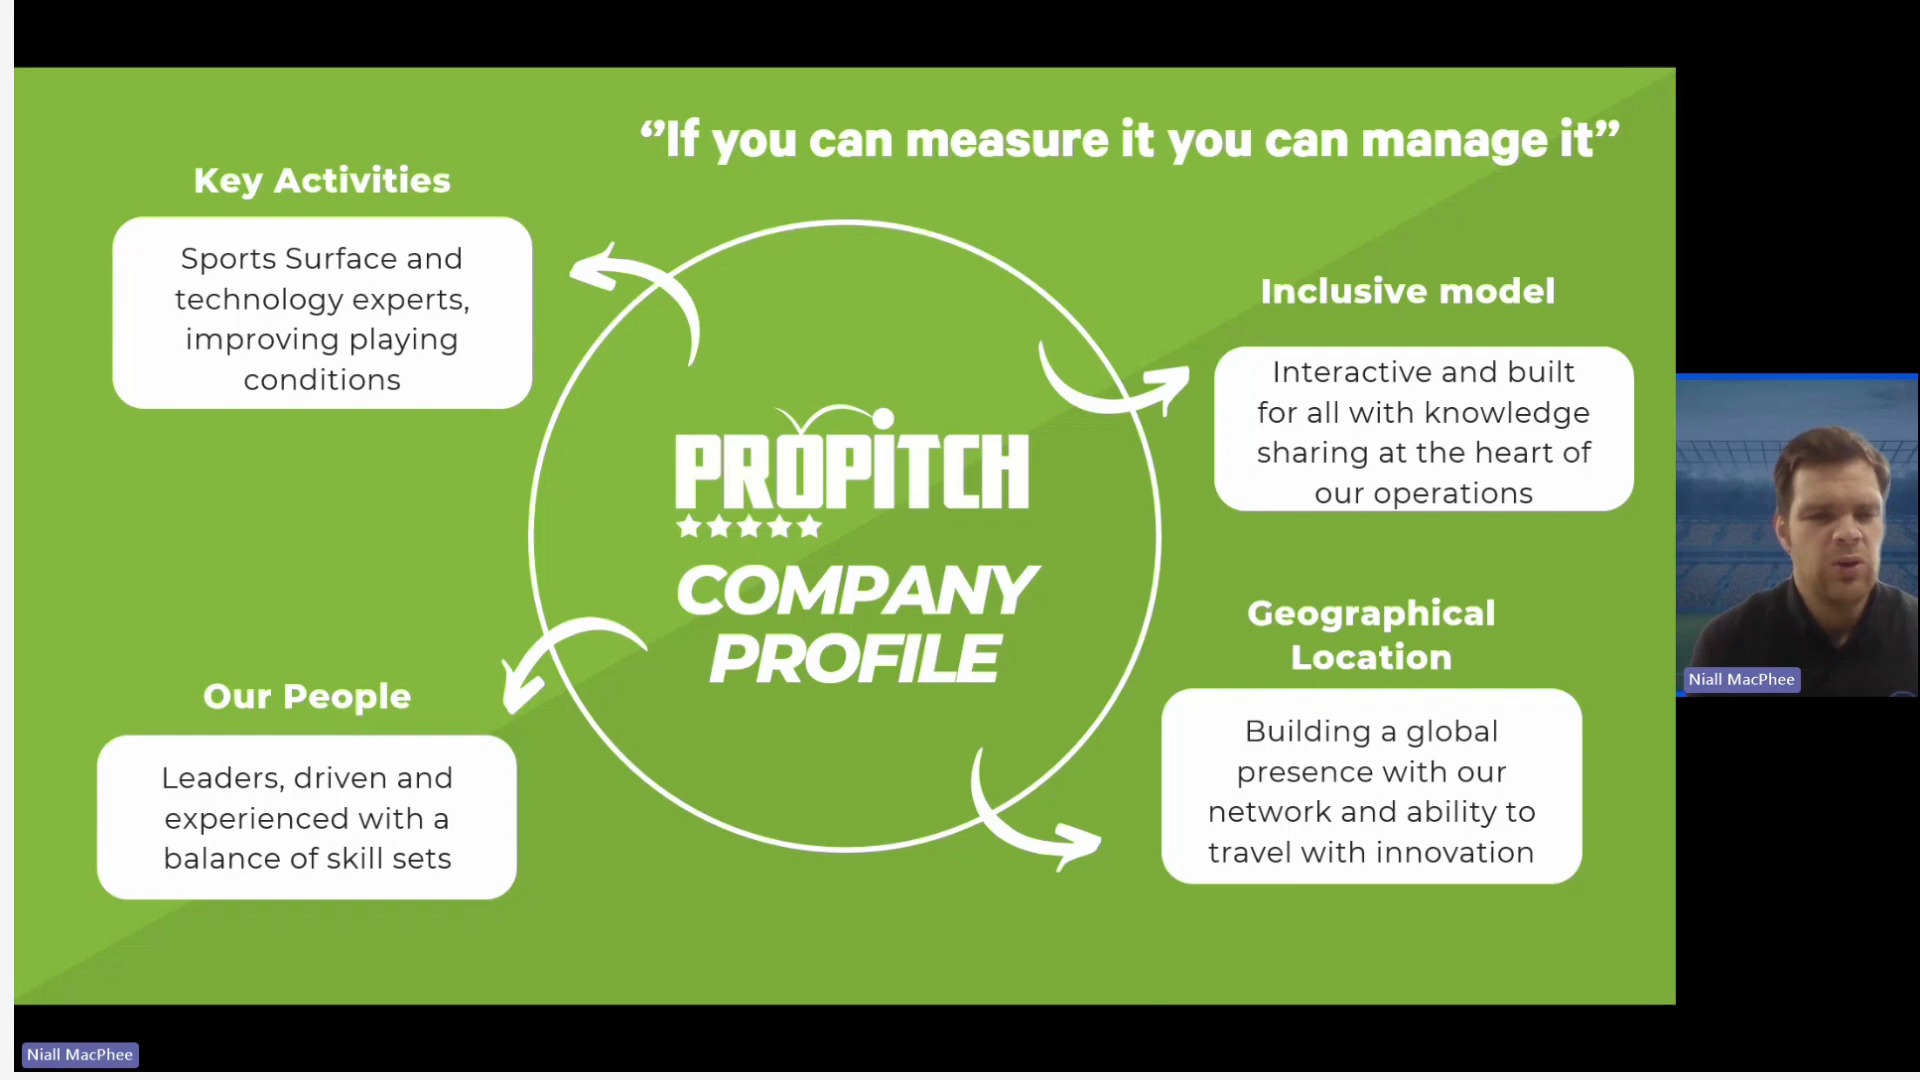 ‘’If you can measure it you can manage it”
Key Activities
Sports Surface and
technology experts,
improving playing
conditions
Inclusive model
Interactive and built
for all with knowledge
sharing at the heart of
our operations
PROPITCH
COMPANY
PROFILE
Our People
Leaders, driven and
experienced with a
balance of skill sets
Geographical
Location
Building a global
presence with our
network and ability to
travel with innovation
Niall MacPhee
Niall MacPhee